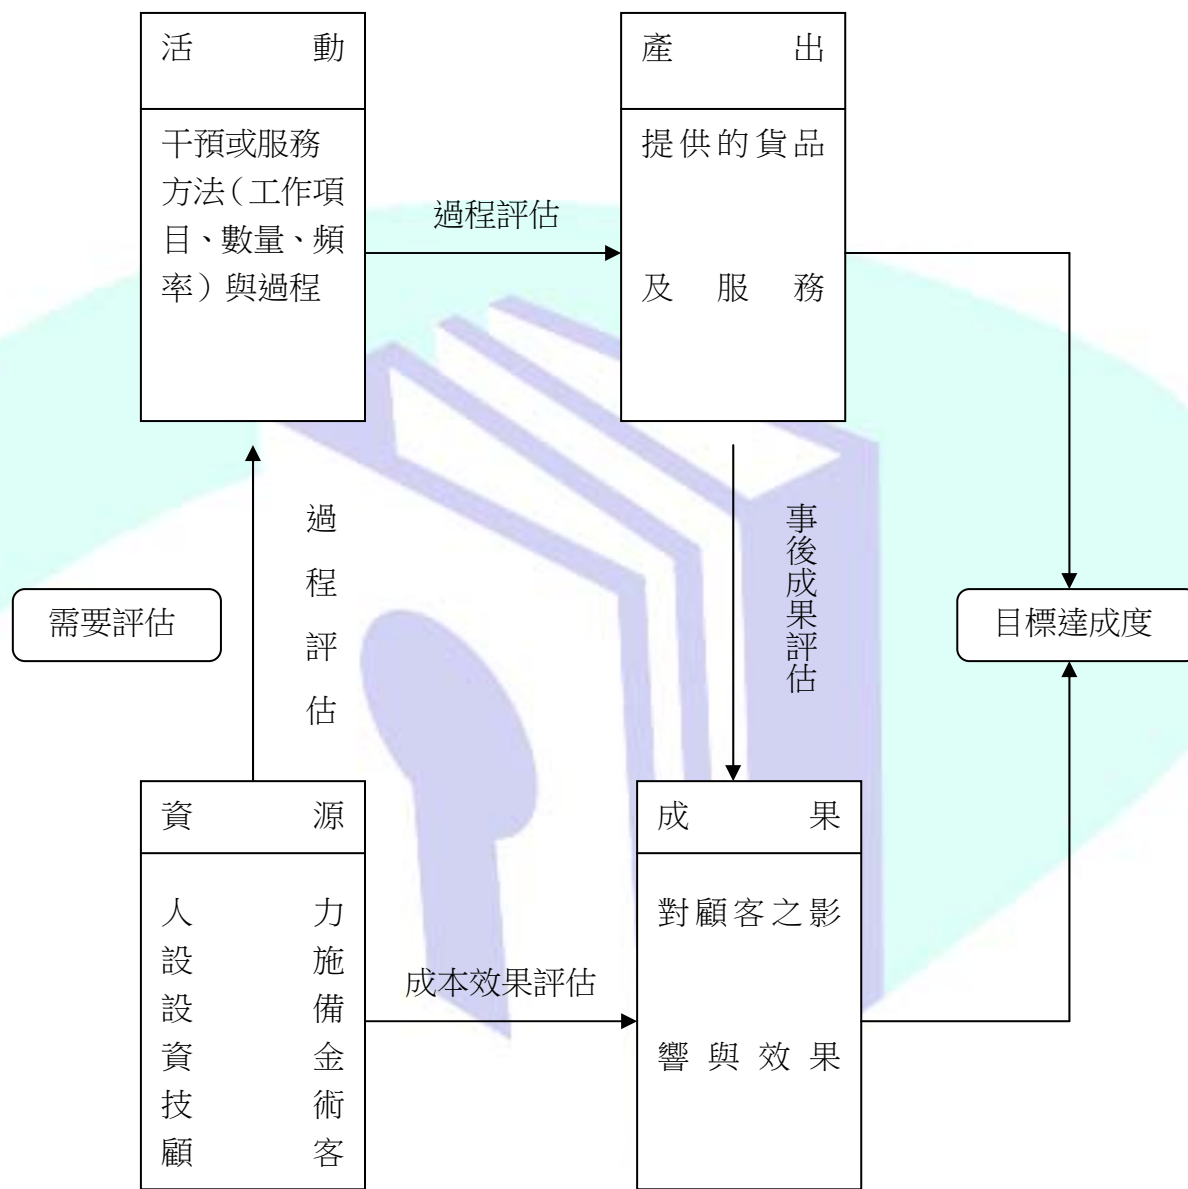 活動
干預或服務
方法（工作項
目、數量、頻
率）與過程
過程評估
產出
提供的貨品
及服務
需要評估
過程評估
事後成果評估
目標達成度
資源
人力
設施
設備
資金
技術
顧客
成本效果評估
成果
對顧客之影
響與效果